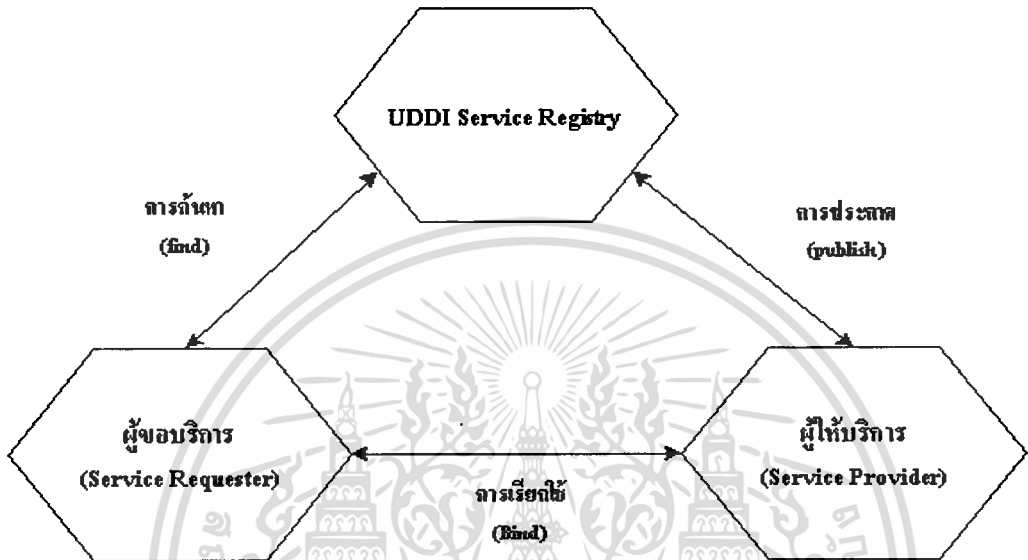 UDDI Service Registry
การค้นหา
(find)
การประกาศ
(publish)
ผู้ขอบริการ
(Service Requester)
ผู้ให้บริการ
(Service Provider)
การเรียกใช้
(Bind)